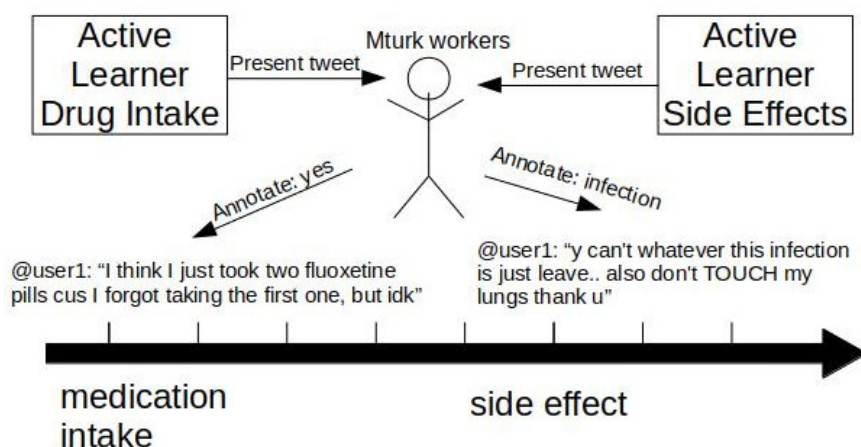 Active
Learner
Drug Intake
Present tweet
Mturk workers
Present tweet
Active
Learner
Side Effects
Annotate: yes
Annotate: infection
@user1: “I think I just took two fluoxetine
pills cus I forgot taking the first one, but idk”
@user1: “y can't whatever this infection
is just leave.. also don't TOUCH my
lungs thank u”
medication
intake
side effect